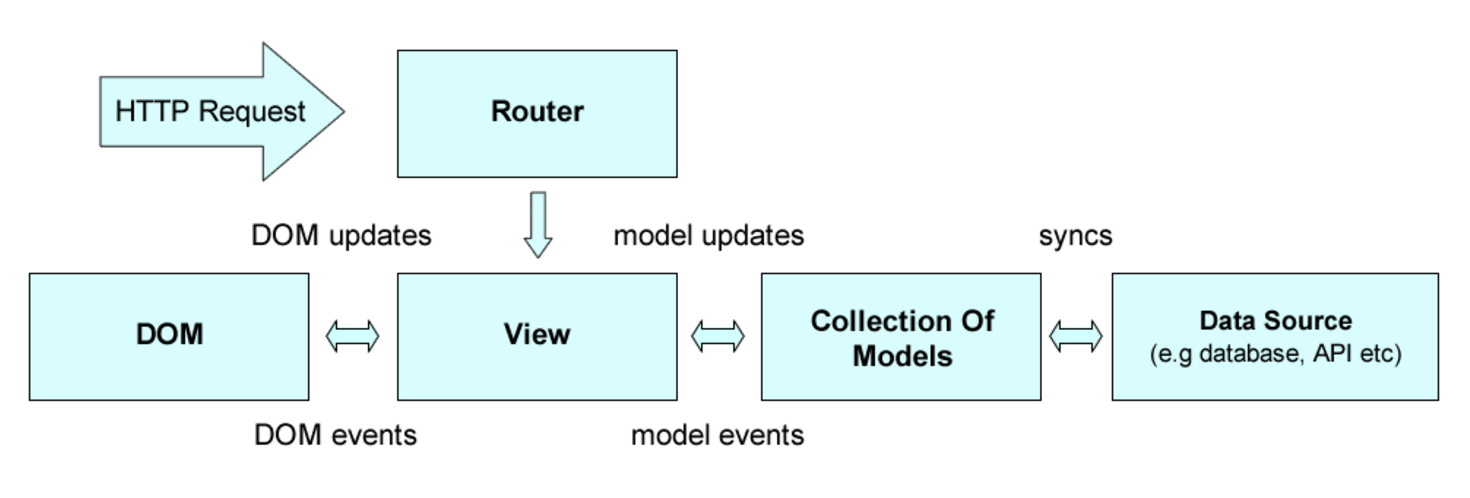 HTTP Request
Router
DOM updates
model updates
syncs
DOM
View
Collection Of
Models
Data Source
(e.g database, API etc)
DOM events
model events